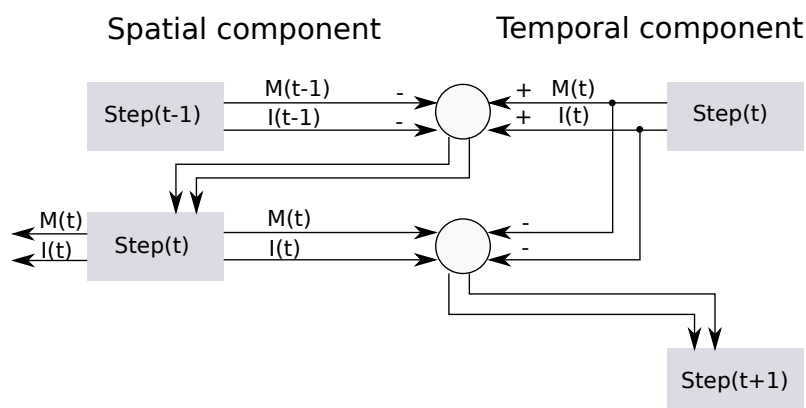 Spatial component
Temporal component
M(t-1)
-
+
M(t)
Step(t-1)
Step(t)
I(t-1)
-
+
I(t)
M(t)
M(t)
-
Step(t)
I(t)
I(t)
-
Step(t+1)